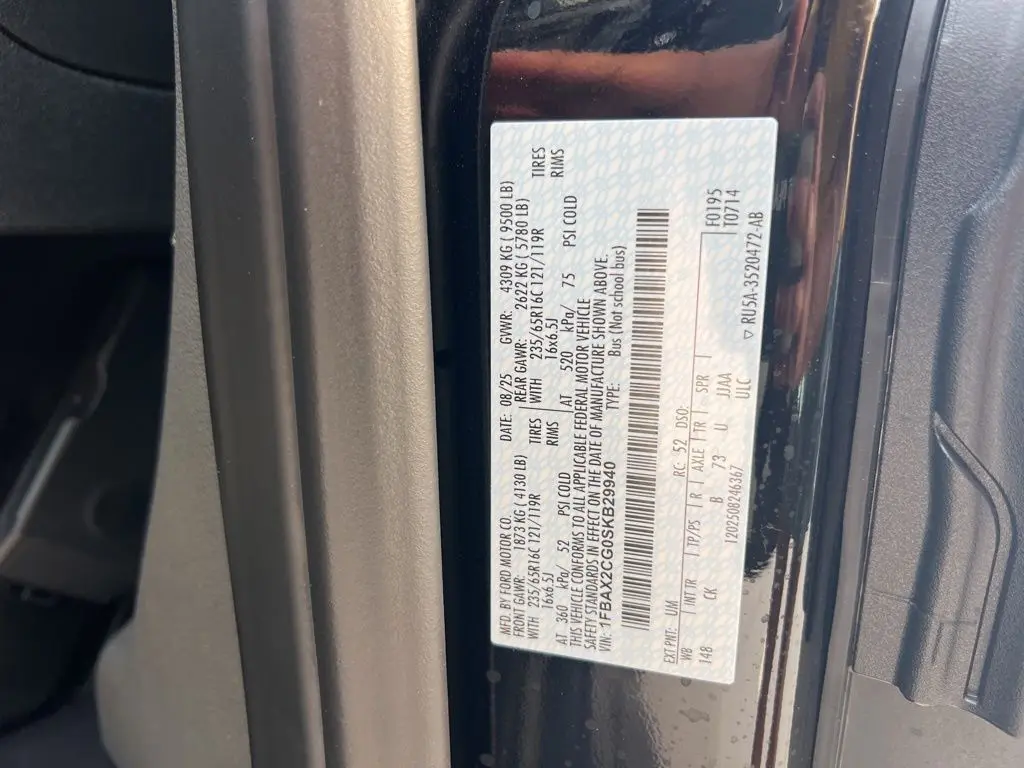 MFD. BY FORD MOTOR CO. DATE: 08/25 GVWR: 4309 KG ( 9500 LB)
FRONT GAWR: 1873 KG ( 4130 LB) REAR GAWR: 2622 KG ( 5780 LB)
WITH 235/65R16C 121/119R TIRES WITH 235/65R16C 121/119R TIRES
16x6.5J RIMS 16x6.5J RIMS
AT 360 kPa/ 52 PSI COLD AT 520 kPa/ 75 PSI COLD
THIS VEHICLE CONFORMS TO ALL APPLICABLE FEDERAL MOTOR VEHICLE
SAFETY STANDARDS IN EFFECT ON THE DATE OF MANUFACTURE SHOWN ABOVE.
VIN: 1FBAX2CG0SKB29940 TYPE: Bus (Not school bus)
EXT PNT: UM RC: 52 DSO: F0195
WB INT TR TP/PS R AXLE TR SPR T0714
148 CK B 73 U JJAA
1202508246367 ULC ▽ RU5A-3520472-AB